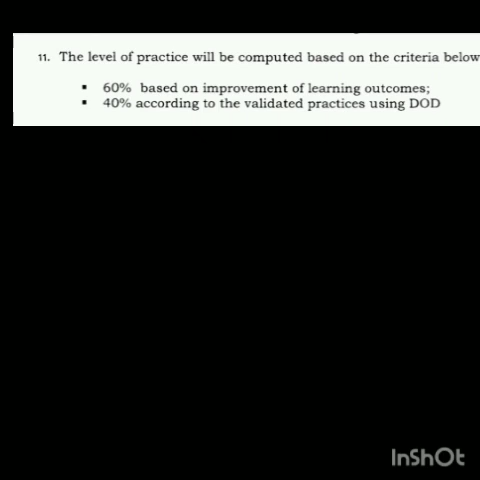 11. The level of practice will be computed based on the criteria below
▪ 60% based on improvement of learning outcomes;
▪ 40% according to the validated practices using DOD
InShOt